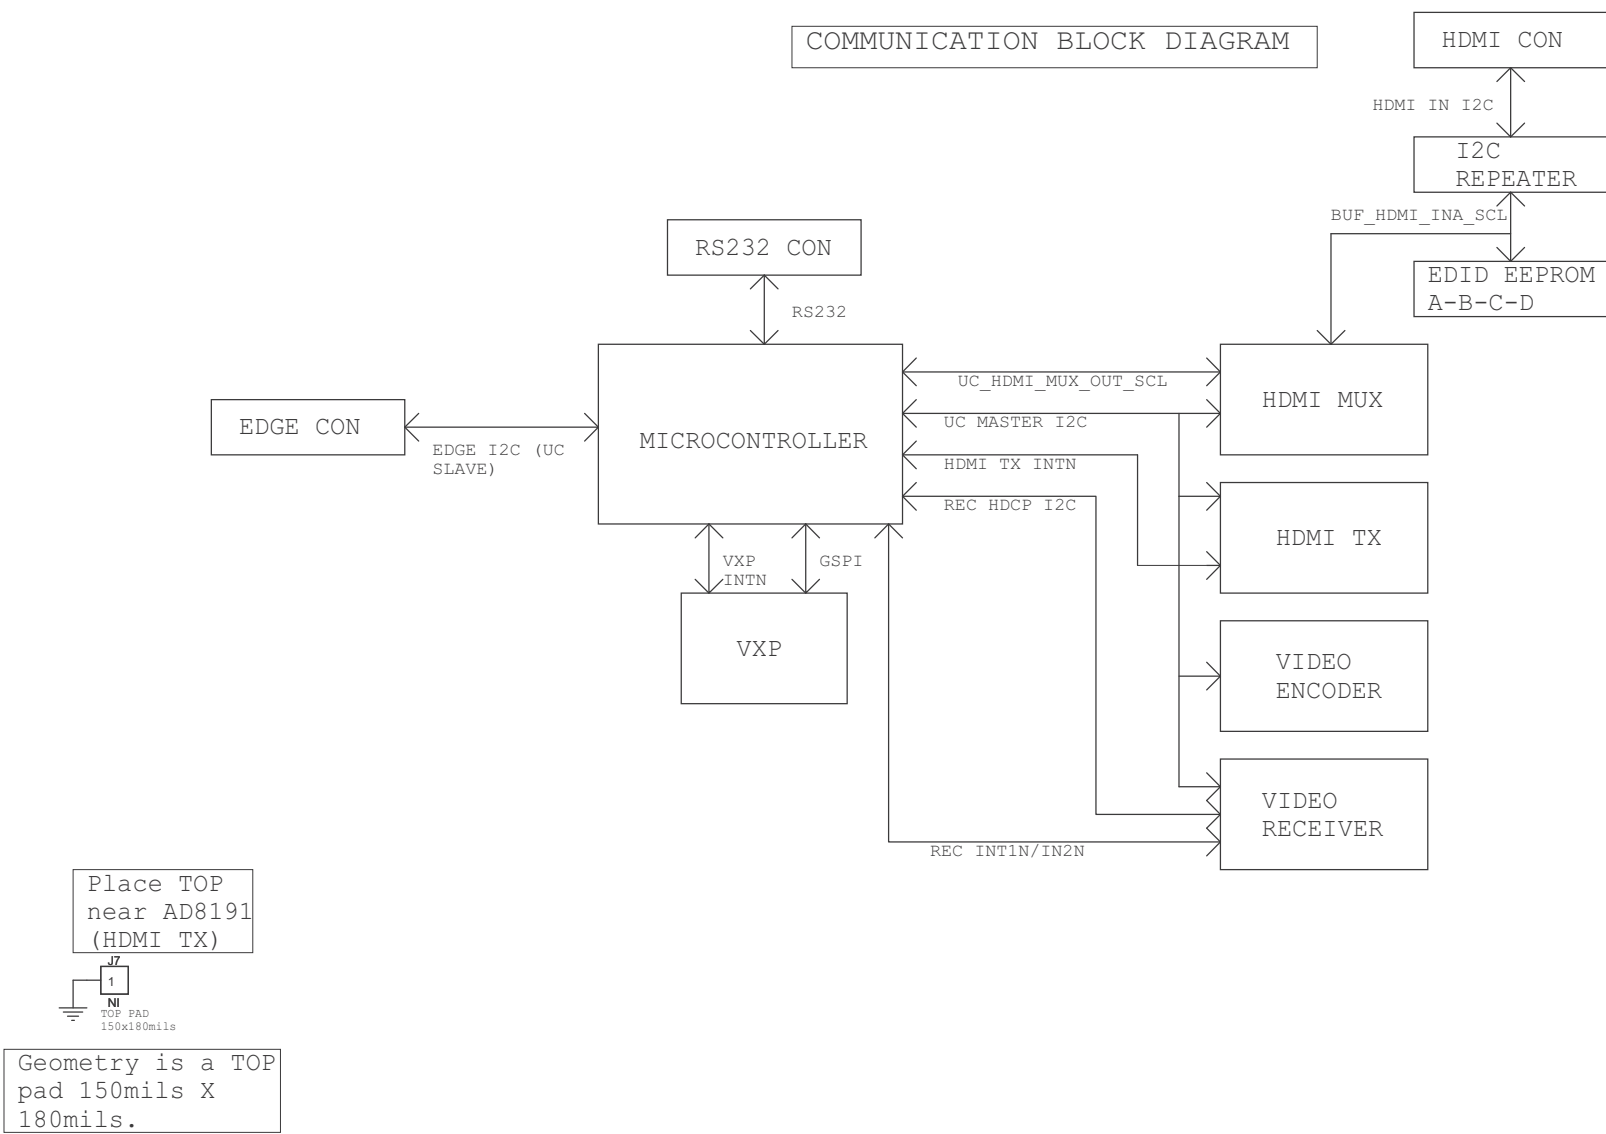 COMMUNICATION BLOCK DIAGRAM
HDMI CON
HDMI IN I2C
I2C
REPEATER
BUF_HDMI_INA_SCL
EDID EEPROM
A-B-C-D
RS232 CON
RS232
EDGE CON
EDGE I2C (UC
SLAVE)
MICROCONTROLLER
UC_HDMI_MUX_OUT_SCL
UC MASTER I2C
HDMI TX INTN
REC HDCP I2C
HDMI MUX
HDMI TX
VXP
INTN
GSPI
VXP
VIDEO
ENCODER
VIDEO
RECEIVER
REC INT1N/IN2N
Place TOP
near AD8191
(HDMI TX)
J7
1
NI
TOP PAD
150x180mils
Geometry is a TOP
pad 150mils X
180mils.